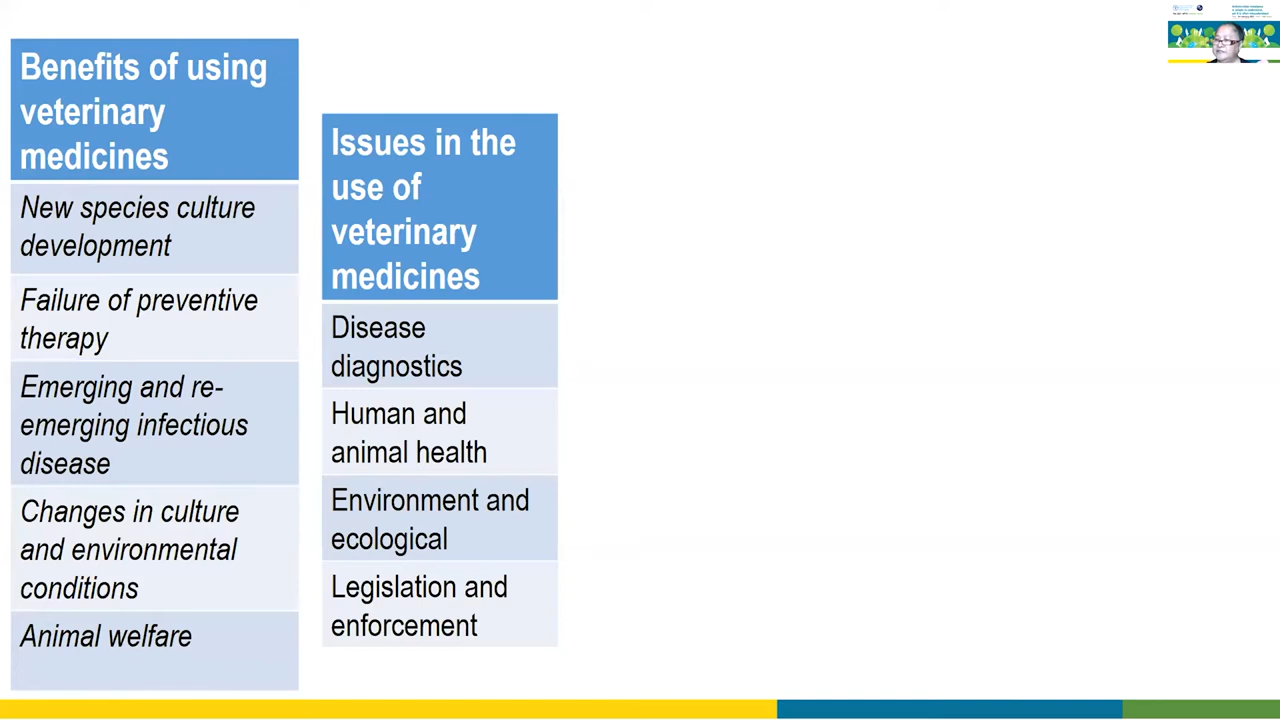 Benefits of using
veterinary
medicines
New species culture
development
Failure of preventive
therapy
Emerging and re-
emerging infectious
disease
Changes in culture
and environmental
conditions
Animal welfare
Issues in the
use of
veterinary
medicines
Disease
diagnostics
Human and
animal health
Environment and
ecological
Legislation and
enforcement